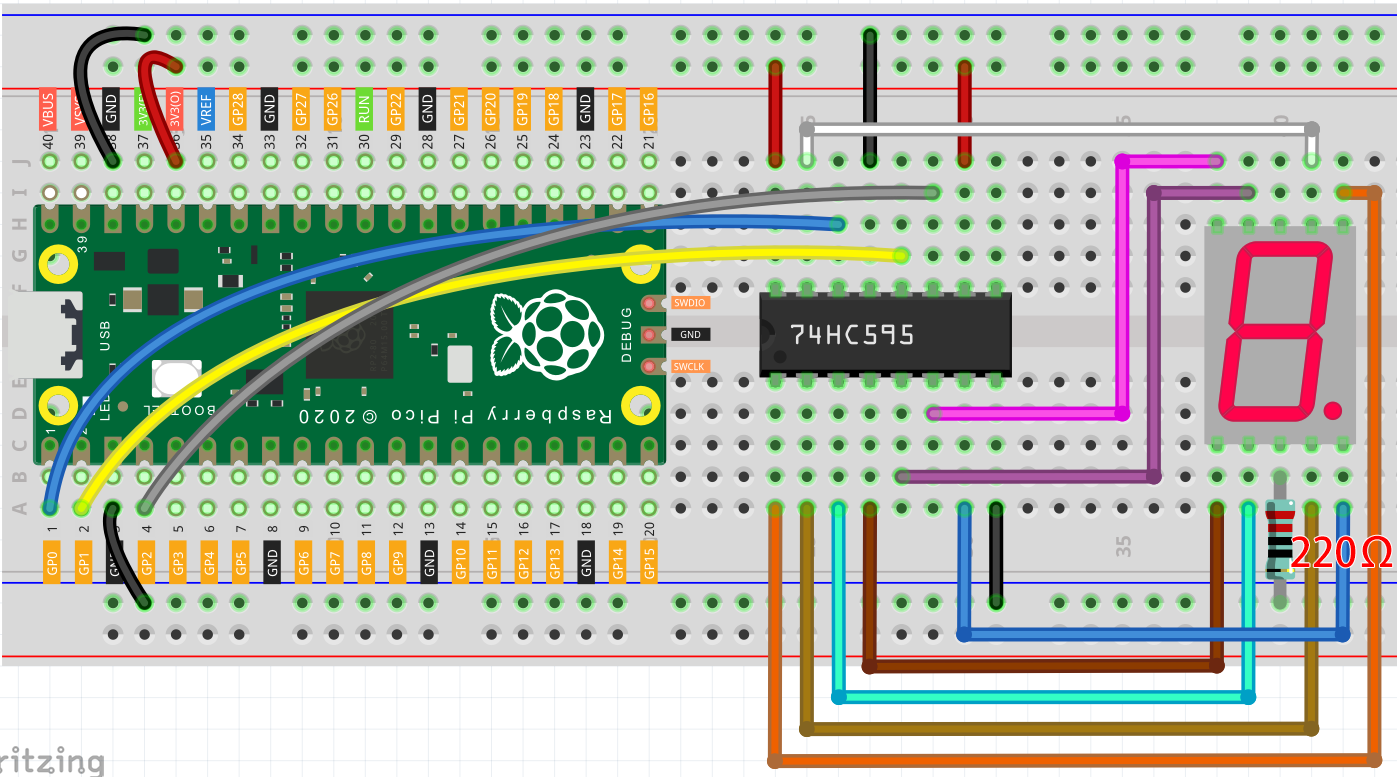 VBUS VSYS GND 3V3(E 3V3(O) VREF GP28 GND GP27 GP26 RUN GP22 GND GP21 GP20 GP19 GP18 GND GP17 GP16
40 39 38 37 36 35 34 33 32 31 30 29 28 27 26 25 24 23 22 21
J
I
H
G
F
E
D
C
B
A
39
USB
LED
BOOTSEL
1
2
DEBUG
SWDIO
GND
SWCLK
Raspberry Pi Pico © 2020
74HC595
35
220Ω
1 2 3 4 5 6 7 8 9 10 11 12 13 14 15 16 17 18 19 20
GP0 GP1 GND GP2 GP3 GP4 GP5 GND GP6 GP7 GP8 GP9 GND GP10 GP11 GP12 GP13 GND GP14 GP15
ritzing